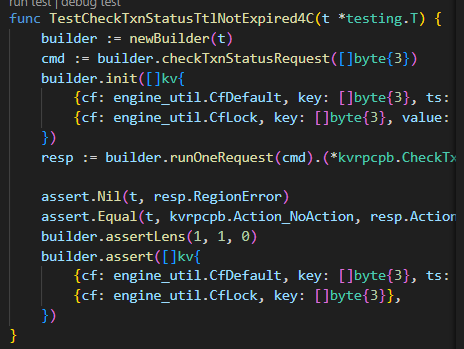 run test | debug test
func TestCheckTxnStatusTtlNotExpired4C(t *testing.T) {
    builder := newBuilder(t)
    cmd := builder.checkTxnStatusRequest([]byte{3})
    builder.init([]kv{
        {cf: engine_util.CfDefault, key: []byte{3}, ts:
        {cf: engine_util.CfLock, key: []byte{3}, value:
    })
    resp := builder.runOneRequest(cmd).(*kvrpcpb.CheckTx
    assert.Nil(t, resp.RegionError)
    assert.Equal(t, kvrpcpb.Action_NoAction, resp.Action
    builder.assertLens(1, 1, 0)
    builder.assert([]kv{
        {cf: engine_util.CfDefault, key: []byte{3}, ts:
        {cf: engine_util.CfLock, key: []byte{3}},
    })
}